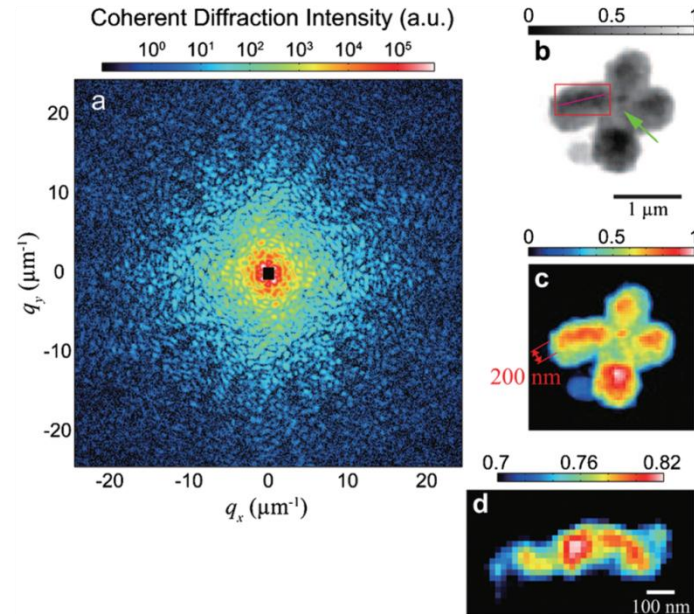 Coherent Diffraction Intensity (a.u.)
10⁰ 10¹ 10² 10³ 10⁴ 10⁵
a
20
10
0
-10
-20
qy (µm⁻¹)
-20 -10 0 10 20
qx (µm⁻¹)
0 0.5 1
b
1 µm
0 0.5 1
c
200 nm
0.7 0.76 0.82
d
100 nm